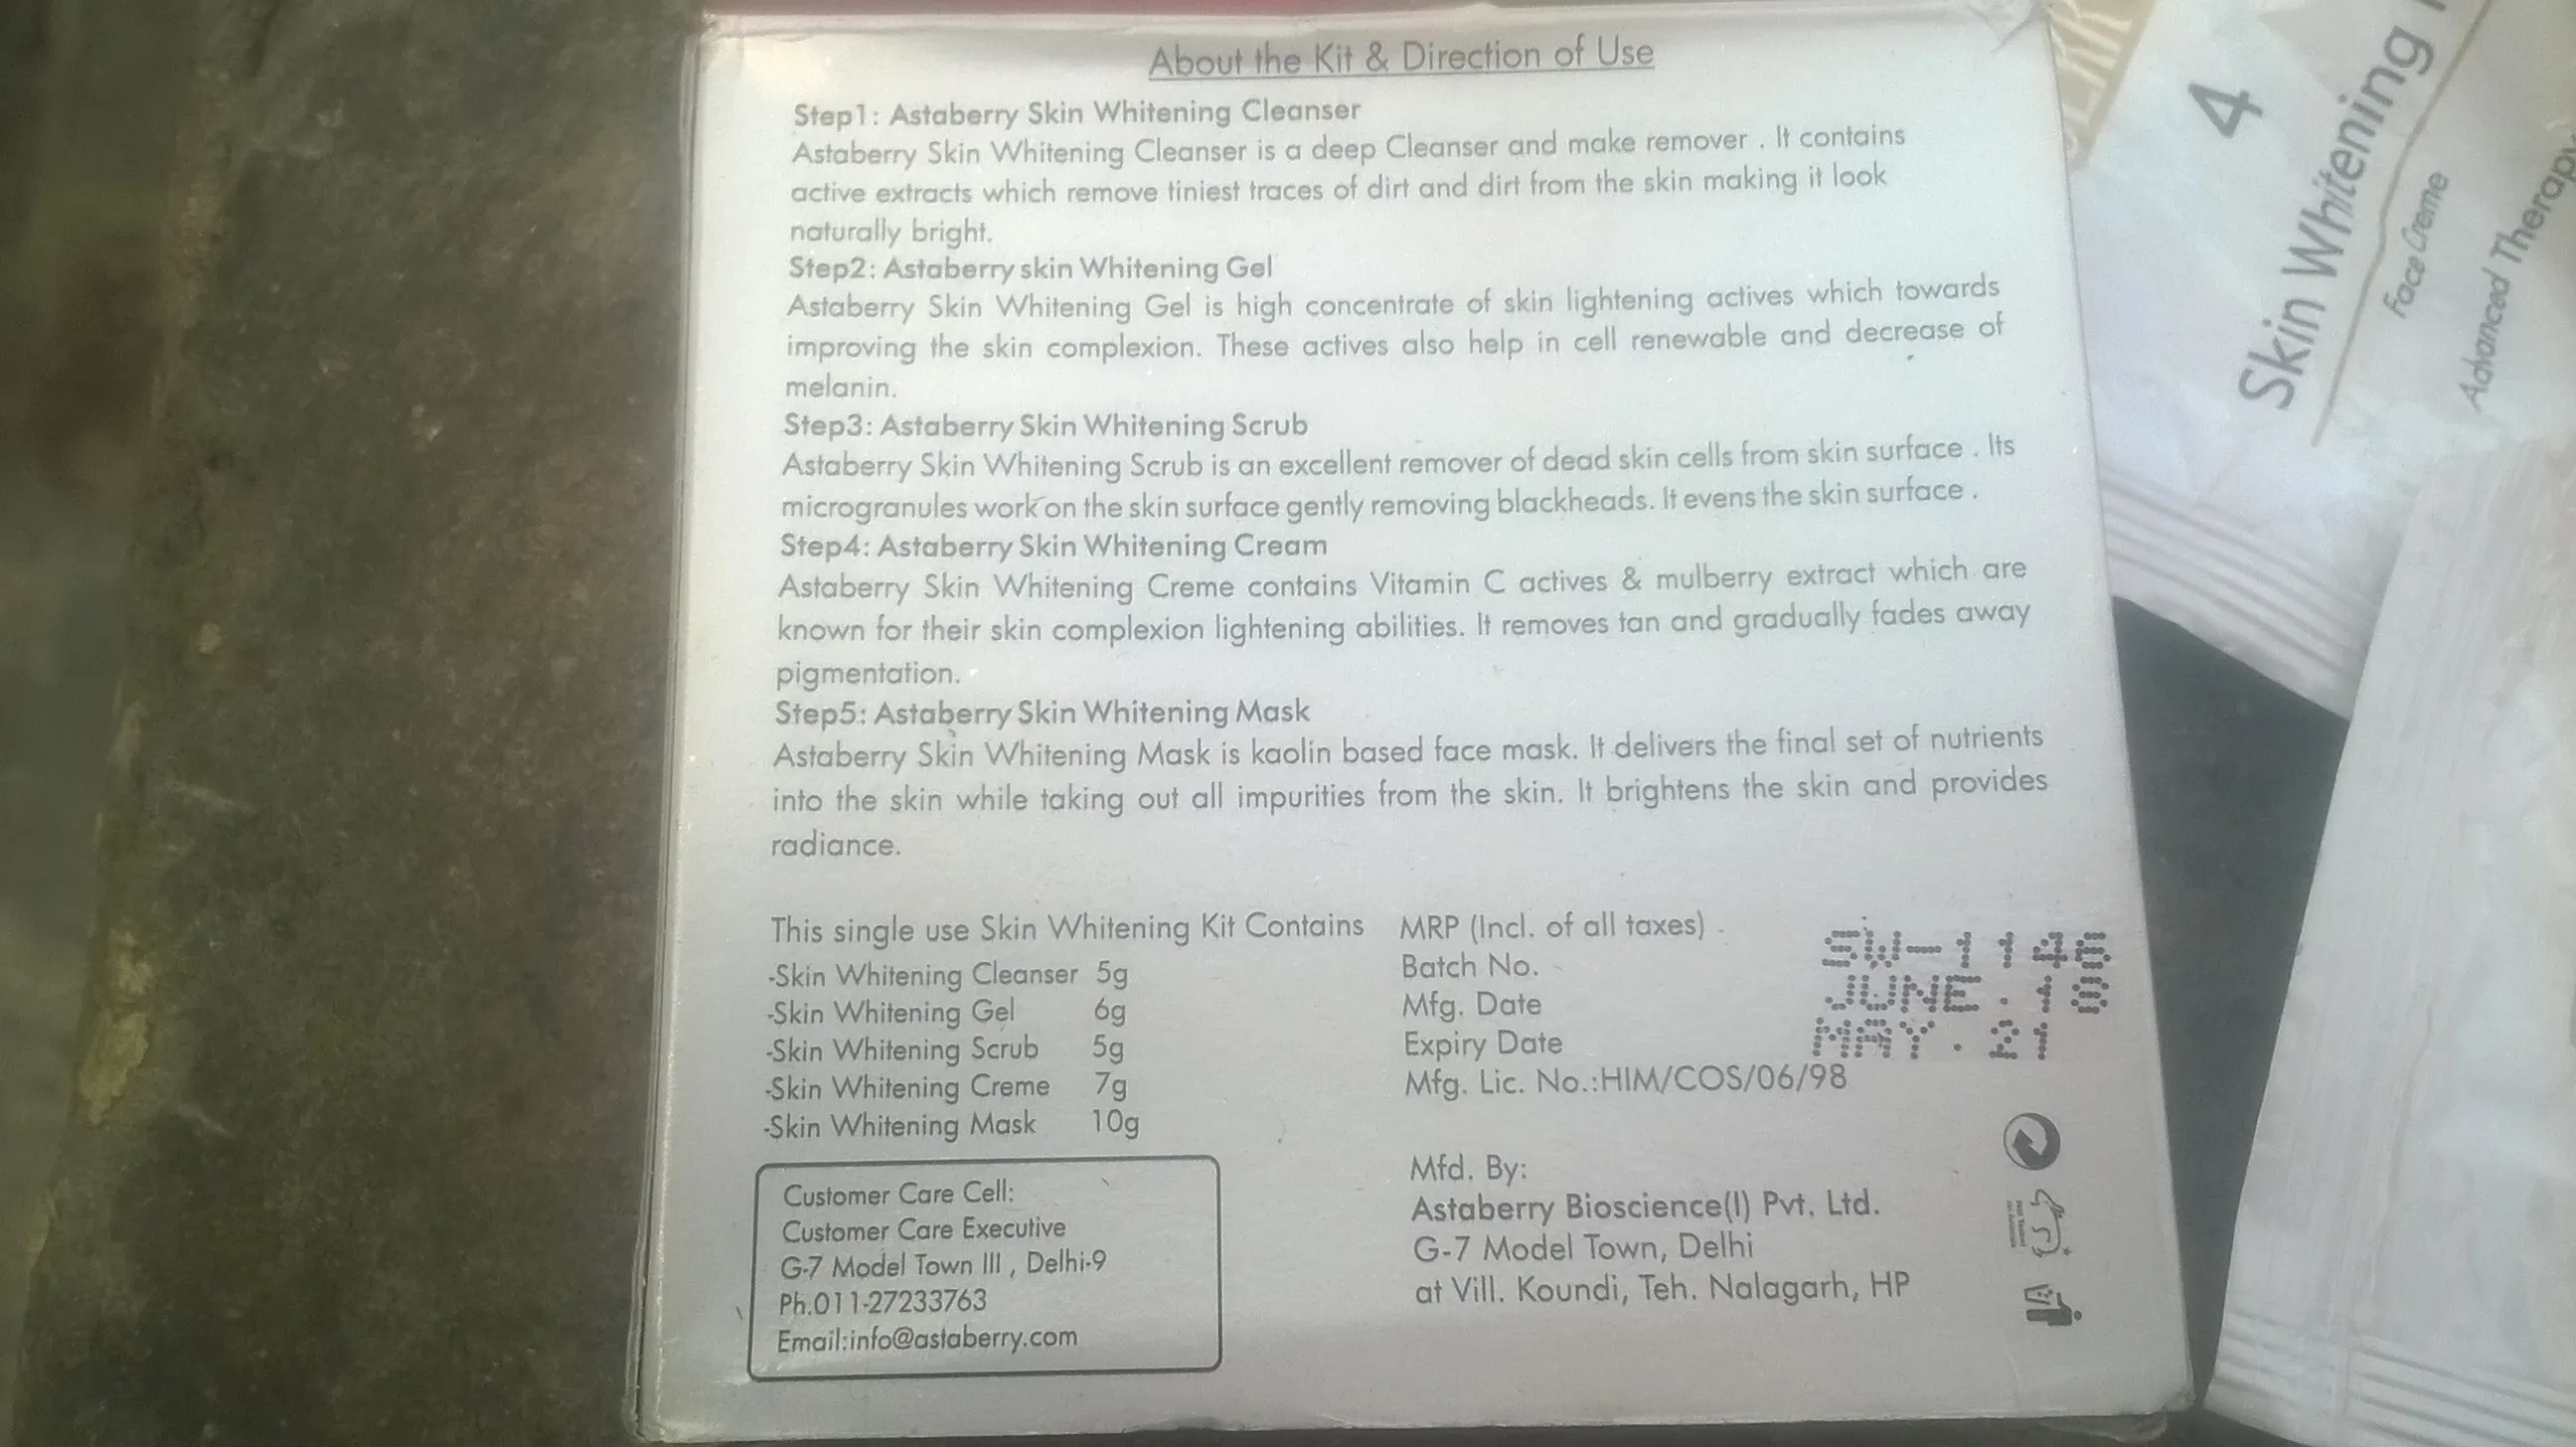 About the Kit & Direction of Use
Step1: Astaberry Skin Whitening Cleanser
Astaberry Skin Whitening Cleanser is a deep Cleanser and make remover . It contains
active extracts which remove tiniest traces of dirt and dirt from the skin making it look
naturally bright.
Step2: Astaberry skin Whitening Gel
Astaberry Skin Whitening Gel is high concentrate of skin lightening actives which towards
improving the skin complexion. These actives also help in cell renewable and decrease of
melanin.
Step3: Astaberry Skin Whitening Scrub
Astaberry Skin Whitening Scrub is an excellent remover of dead skin cells from skin surface . Its
microgranules work on the skin surface gently removing blackheads. It evens the skin surface .
Step4: Astaberry Skin Whitening Cream
Astaberry Skin Whitening Creme contains Vitamin C actives & mulberry extract which are
known for their skin complexion lightening abilities. It removes tan and gradually fades away
pigmentation.
Step5: Astaberry Skin Whitening Mask
Astaberry Skin Whitening Mask is kaolin based face mask. It delivers the final set of nutrients
into the skin while taking out all impurities from the skin. It brightens the skin and provides
radiance.
This single use Skin Whitening Kit Contains
-Skin Whitening Cleanser 5g
-Skin Whitening Gel 6g
-Skin Whitening Scrub 5g
-Skin Whitening Creme 7g
-Skin Whitening Mask 10g
Customer Care Cell:
Customer Care Executive
G-7 Model Town III , Delhi-9
Ph.011-27233763
Email:info@astaberry.com
MRP (Incl. of all taxes)
Batch No.
Mfg. Date
Expiry Date
Mfg. Lic. No.:HIM/COS/06/98
JUNE.18
MAY.21
Mfd. By:
Astaberry Bioscience(I) Pvt. Ltd.
G-7 Model Town, Delhi
at Vill. Koundi, Teh. Nalagarh, HP
4
Skin Whitening
Face Creme
Advanced Therapy